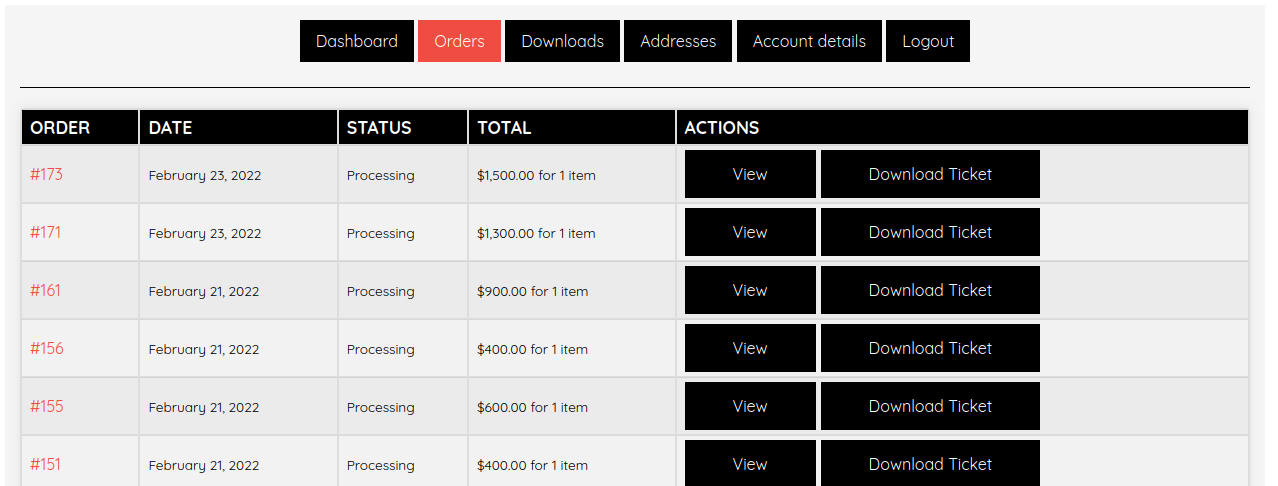 Dashboard Orders Downloads Addresses Account details Logout
ORDER DATE STATUS TOTAL ACTIONS
#173 February 23, 2022 Processing $1,500.00 for 1 item View Download Ticket
#171 February 23, 2022 Processing $1,300.00 for 1 item View Download Ticket
#161 February 21, 2022 Processing $900.00 for 1 item View Download Ticket
#156 February 21, 2022 Processing $400.00 for 1 item View Download Ticket
#155 February 21, 2022 Processing $600.00 for 1 item View Download Ticket
#151 February 21, 2022 Processing $400.00 for 1 item View Download Ticket